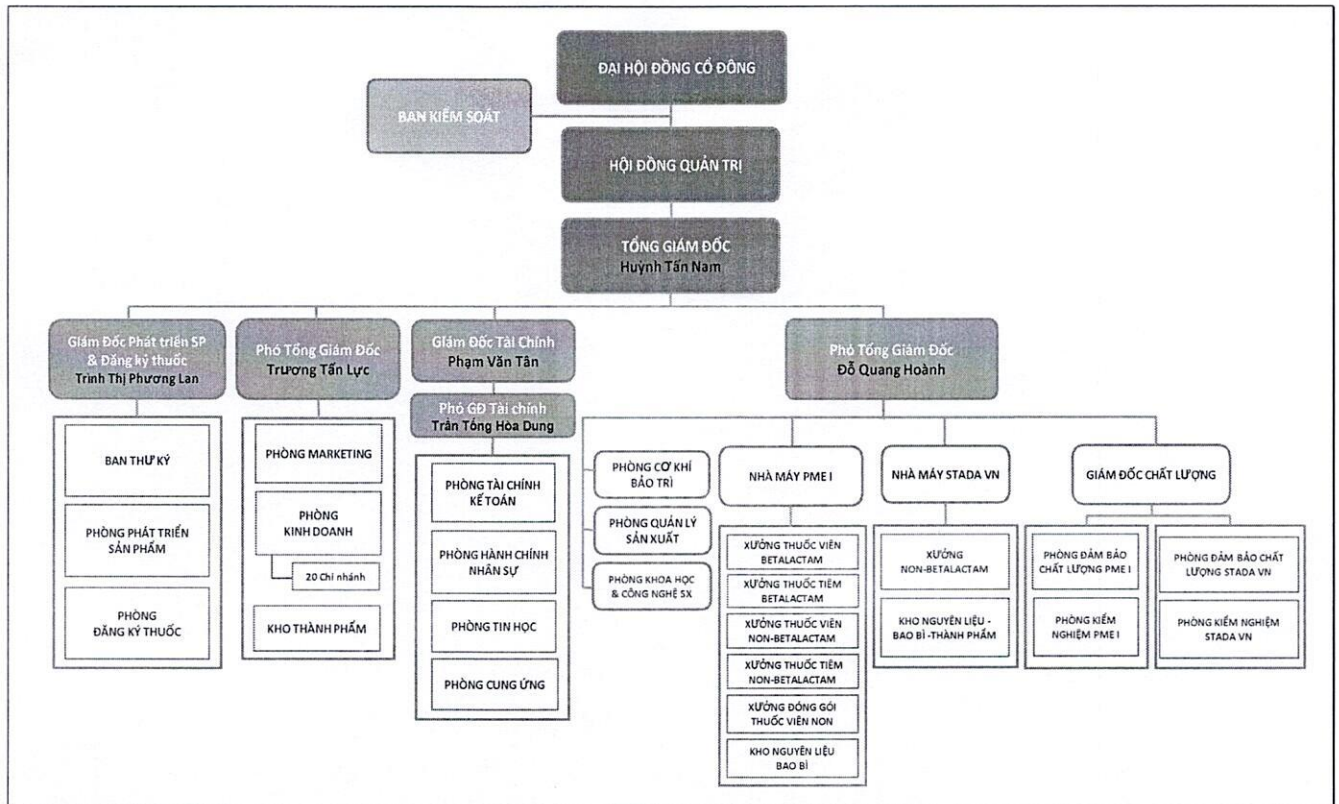 ĐẠI HỘI ĐỒNG CỔ ĐÔNG
BAN KIỂM SOÁT
HỘI ĐỒNG QUẢN TRỊ
TỔNG GIÁM ĐỐC
Huỳnh Tấn Nam
Giám Đốc Phát triển SP
& Đăng ký thuốc
Trình Thị Phương Lan
Phó Tổng Giám Đốc
Trương Tấn Lực
Giám Đốc Tài Chính
Phạm Văn Tân
Phó GĐ Tài chính
Trần Tống Hòa Dung
Phó Tổng Giám Đốc
Đỗ Quang Hoành
BAN THƯ KÝ
PHÒNG PHÁT TRIỂN
SẢN PHẨM
PHÒNG
ĐĂNG KÝ THUỐC
PHÒNG MARKETING
PHÒNG
KINH DOANH
20 Chi nhánh
KHO THÀNH PHẨM
PHÒNG TÀI CHÍNH
KẾ TOÁN
PHÒNG HÀNH CHÍNH
NHÂN SỰ
PHÒNG TIN HỌC
PHÒNG CUNG ỨNG
PHÒNG CƠ KHÍ
BẢO TRÌ
PHÒNG QUẢN LÝ
SẢN XUẤT
PHÒNG KHOA HỌC
& CÔNG NGHỆ SX
NHÀ MÁY PME I
XƯỞNG THUỐC VIÊN
BETALACTAM
XƯỞNG THUỐC TIÊM
BETALACTAM
XƯỞNG THUỐC VIÊN
NON-BETALACTAM
XƯỞNG THUỐC TIÊM
NON-BETALACTAM
XƯỞNG ĐÓNG GÓI
THUỐC VIÊN NON
KHO NGUYÊN LIỆU
BAO BÌ
NHÀ MÁY STADA VN
XƯỞNG
NON-BETALACTAM
KHO NGUYÊN LIỆU -
BAO BÌ -THÀNH PHẨM
GIÁM ĐỐC CHẤT LƯỢNG
PHÒNG ĐẢM BẢO
CHẤT LƯỢNG PME I
PHÒNG KIỂM
NGHIỆM PME I
PHÒNG ĐẢM BẢO CHẤT
LƯỢNG STADA VN
PHÒNG KIỂM NGHIỆM
STADA VN